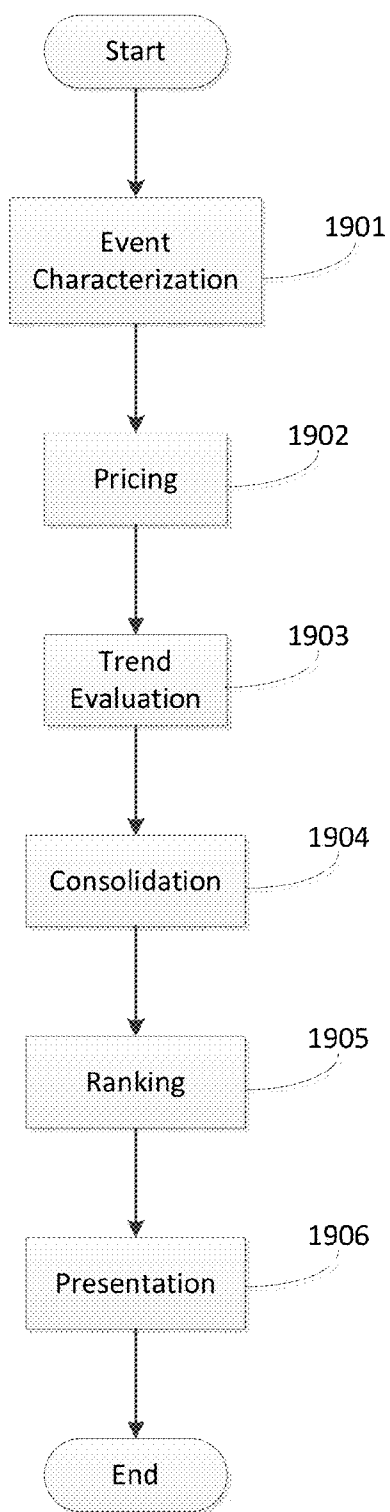 Start
Event
Characterization
1901
Pricing
1902
Trend
Evaluation
1903
Consolidation
1904
Ranking
1905
Presentation
1906
End